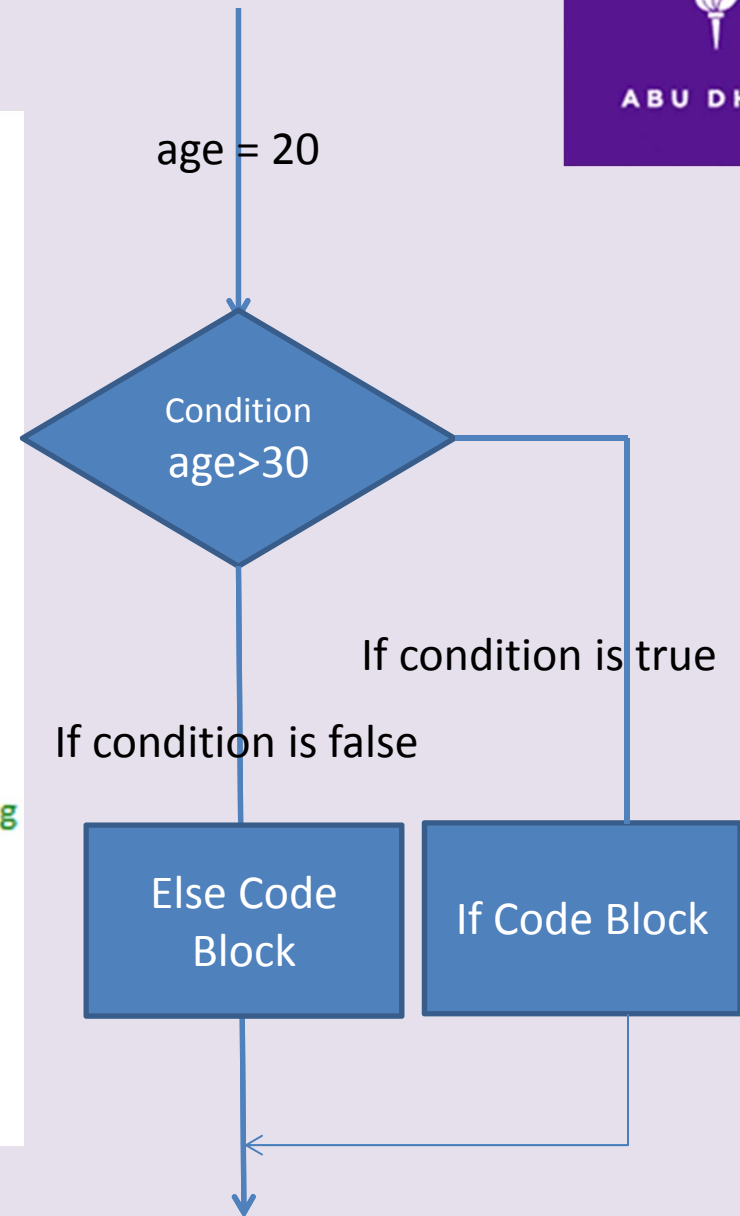 ABU DH
age = 20
Condition
age>30
If condition is true
If condition is false
g
Else Code
Block
If Code Block